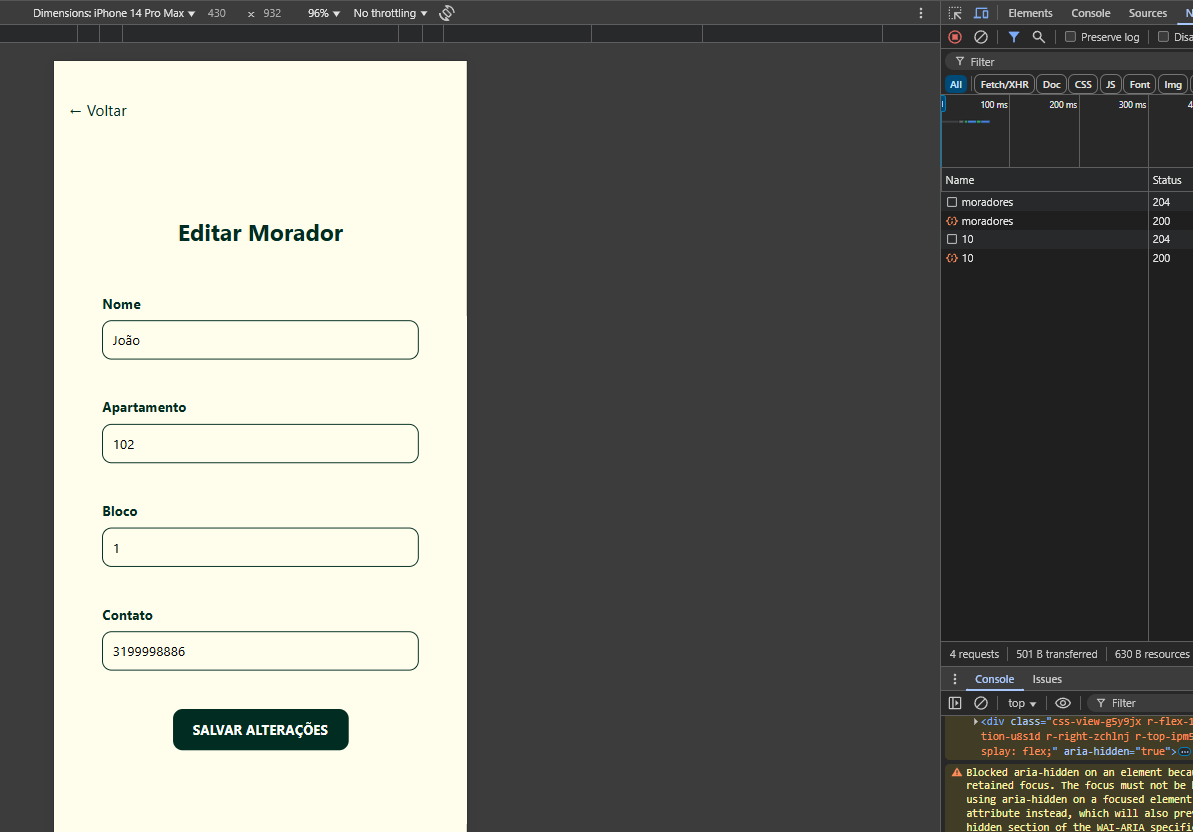 Dimensions: iPhone 14 Pro Max ▾ 430 × 932 96% ▾ No throttling ▾
Elements Console Sources
Preserve log Disa
Filter
All Fetch/XHR Doc CSS JS Font Img
100 ms 200 ms 300 ms 4
Name Status
moradores 204
moradores 200
10 204
10 200
4 requests 501 B transferred 630 B resources
Console Issues
top ▾ Filter
<div class="css-view-g5y9jx r-flex-1
tion-u8s1d r-right-zchlnj r-top-ipm5
splay: flex;" aria-hidden="true">
Blocked aria-hidden on an element becau
retained focus. The focus must not be h
using aria-hidden on a focused element
attribute instead, which will also prev
hidden section of the WAI-ARIA specific
← Voltar
Editar Morador
Nome
João
Apartamento
102
Bloco
1
Contato
3199998886
SALVAR ALTERAÇÕES